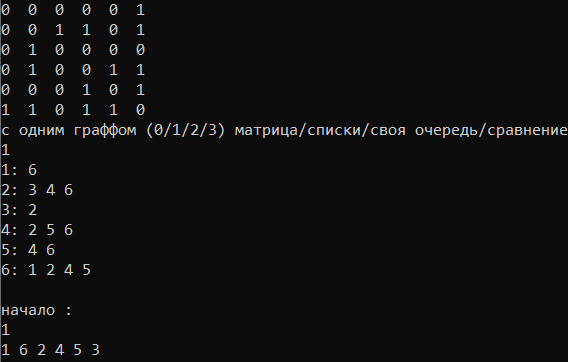 0 0 0 0 0 1
0 0 1 1 0 1
0 1 0 0 0 0
0 1 0 0 1 1
0 0 0 1 0 1
1 1 0 1 1 0
с одним граффом (0/1/2/3) матрица/списки/своя очередь/сравнение
1
1: 6
2: 3 4 6
3: 2
4: 2 5 6
5: 4 6
6: 1 2 4 5
начало :
1
1 6 2 4 5 3